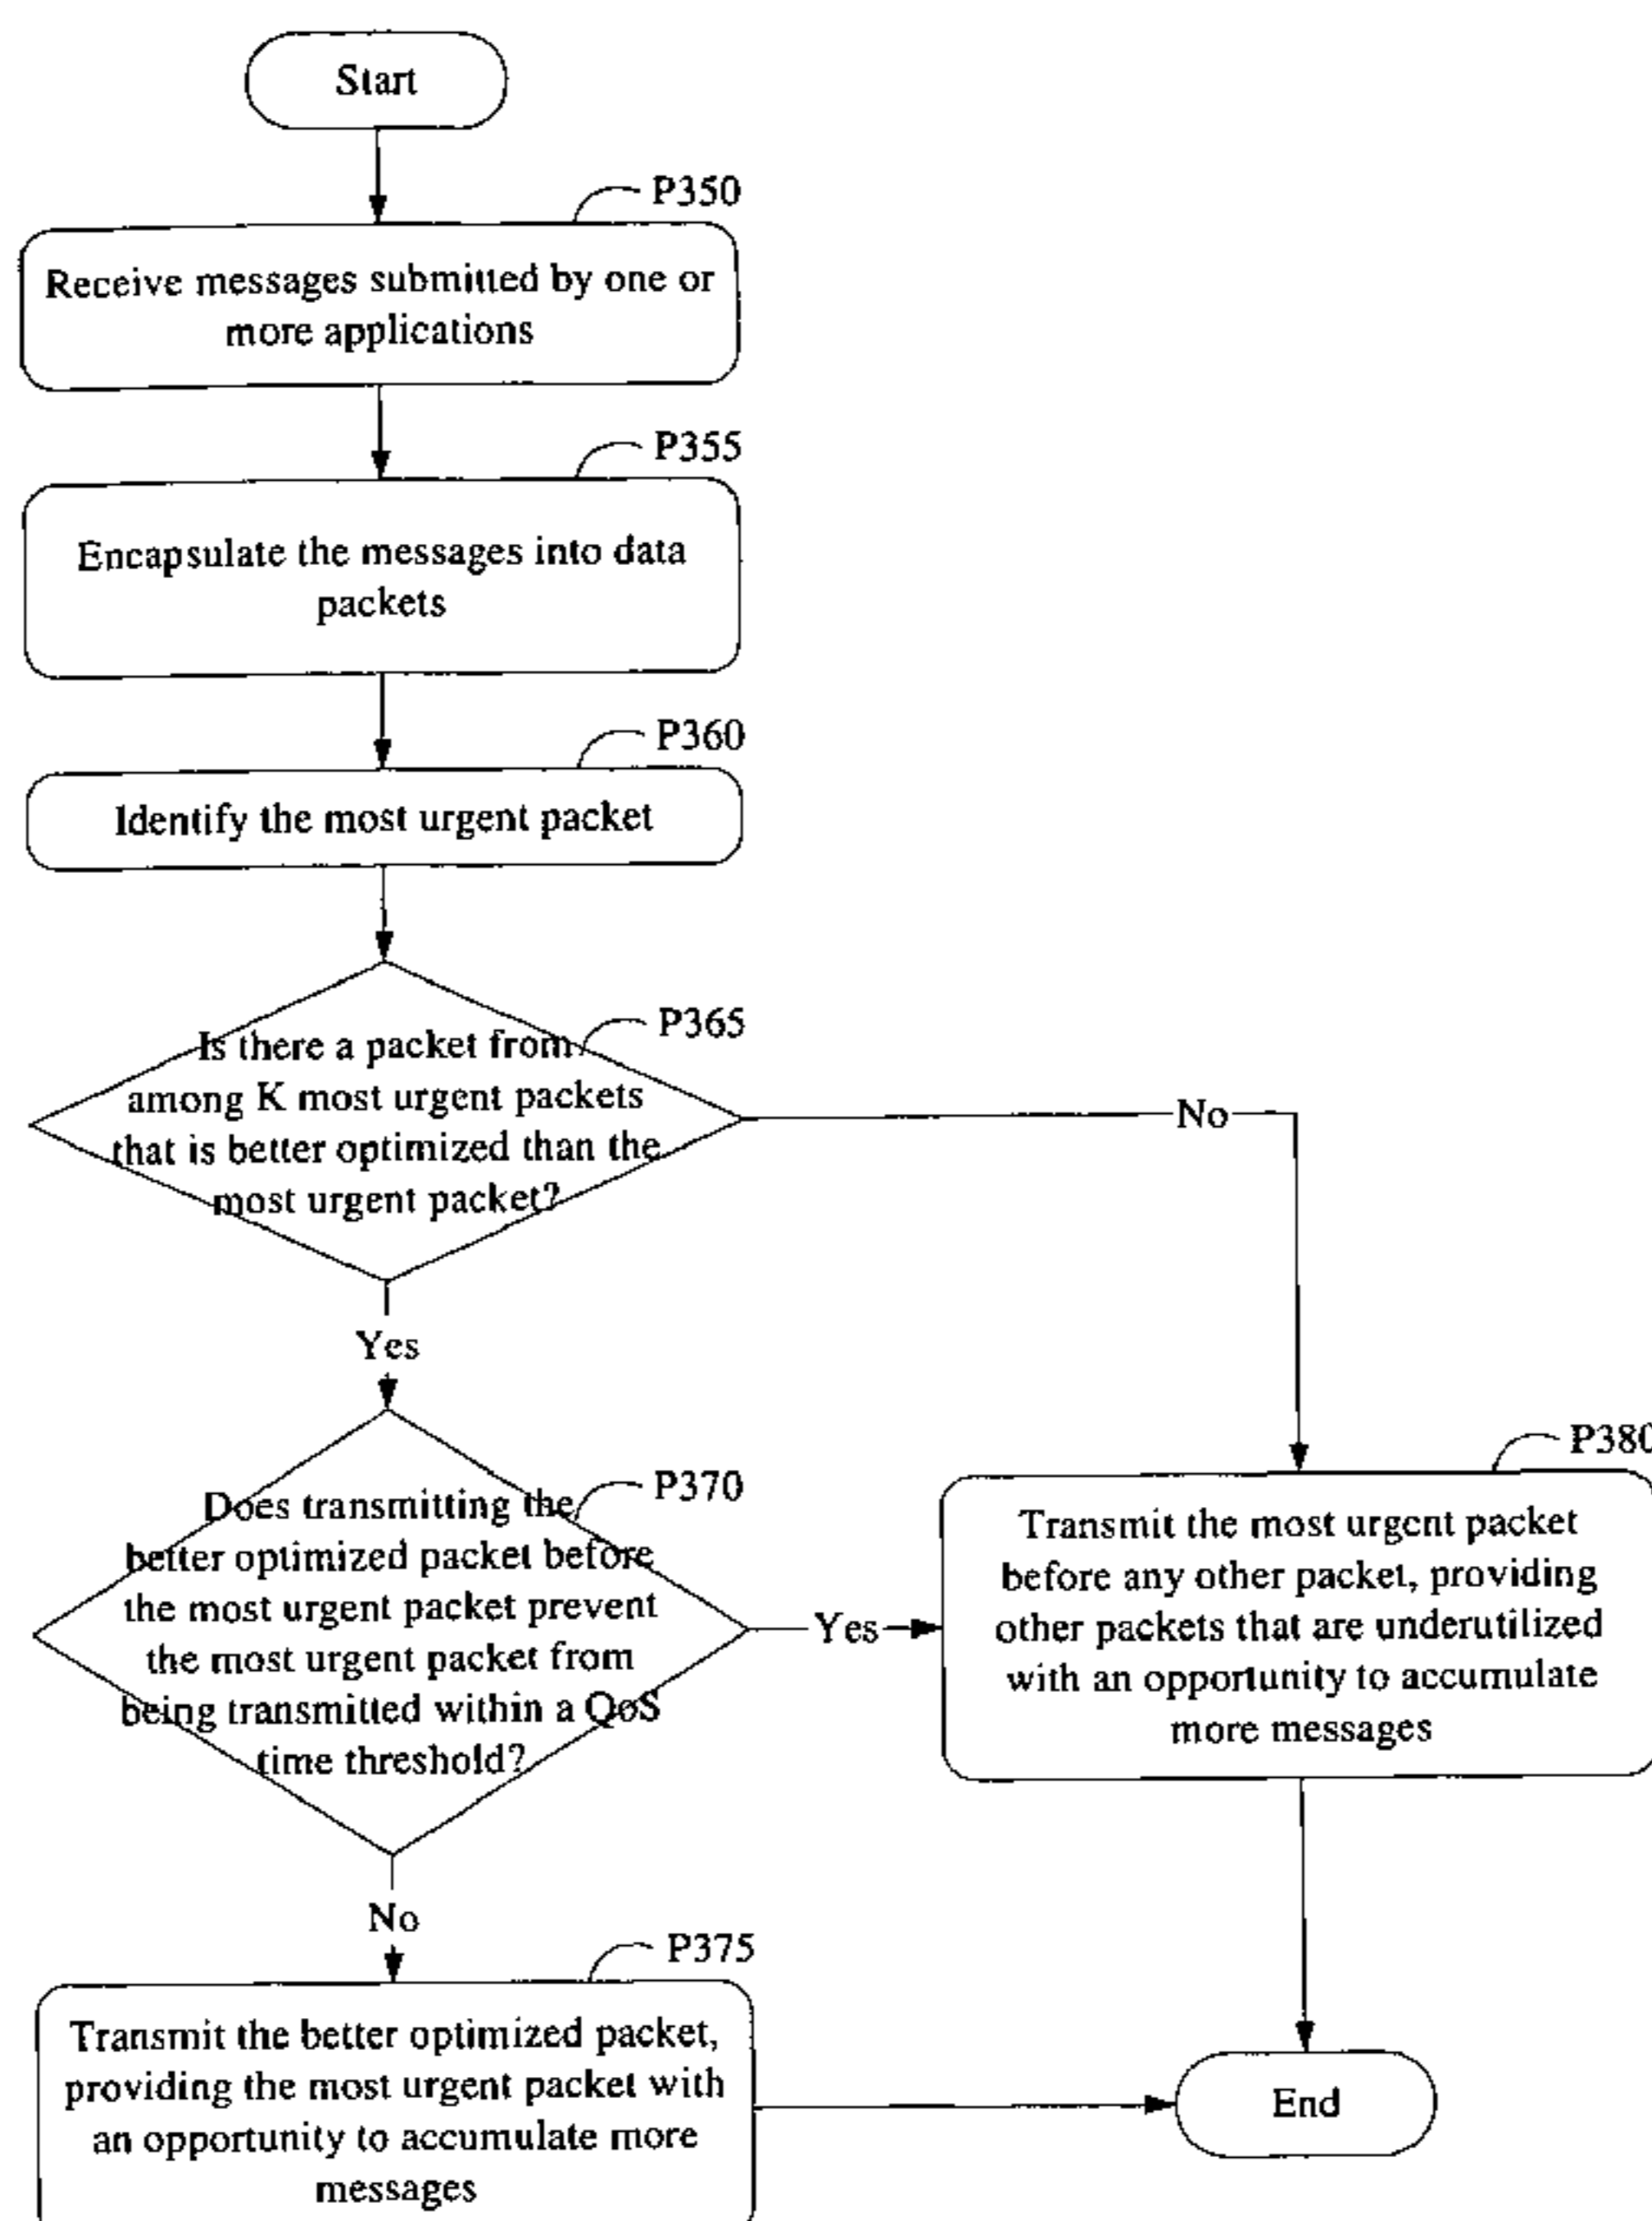 Start
P350
Receive messages submitted by one or
more applications
P355
Encapsulate the messages into data
packets
P360
Identify the most urgent packet
P365
Is there a packet from
among K most urgent packets
that is better optimized than the
most urgent packet?
No
Yes
P370
Does transmitting the
better optimized packet before
the most urgent packet prevent
the most urgent packet from
being transmitted within a QoS
time threshold?
Yes
P380
Transmit the most urgent packet
before any other packet, providing
other packets that are underutilized
with an opportunity to accumulate
more messages
No
P375
Transmit the better optimized packet,
providing the most urgent packet with
an opportunity to accumulate more
messages
End